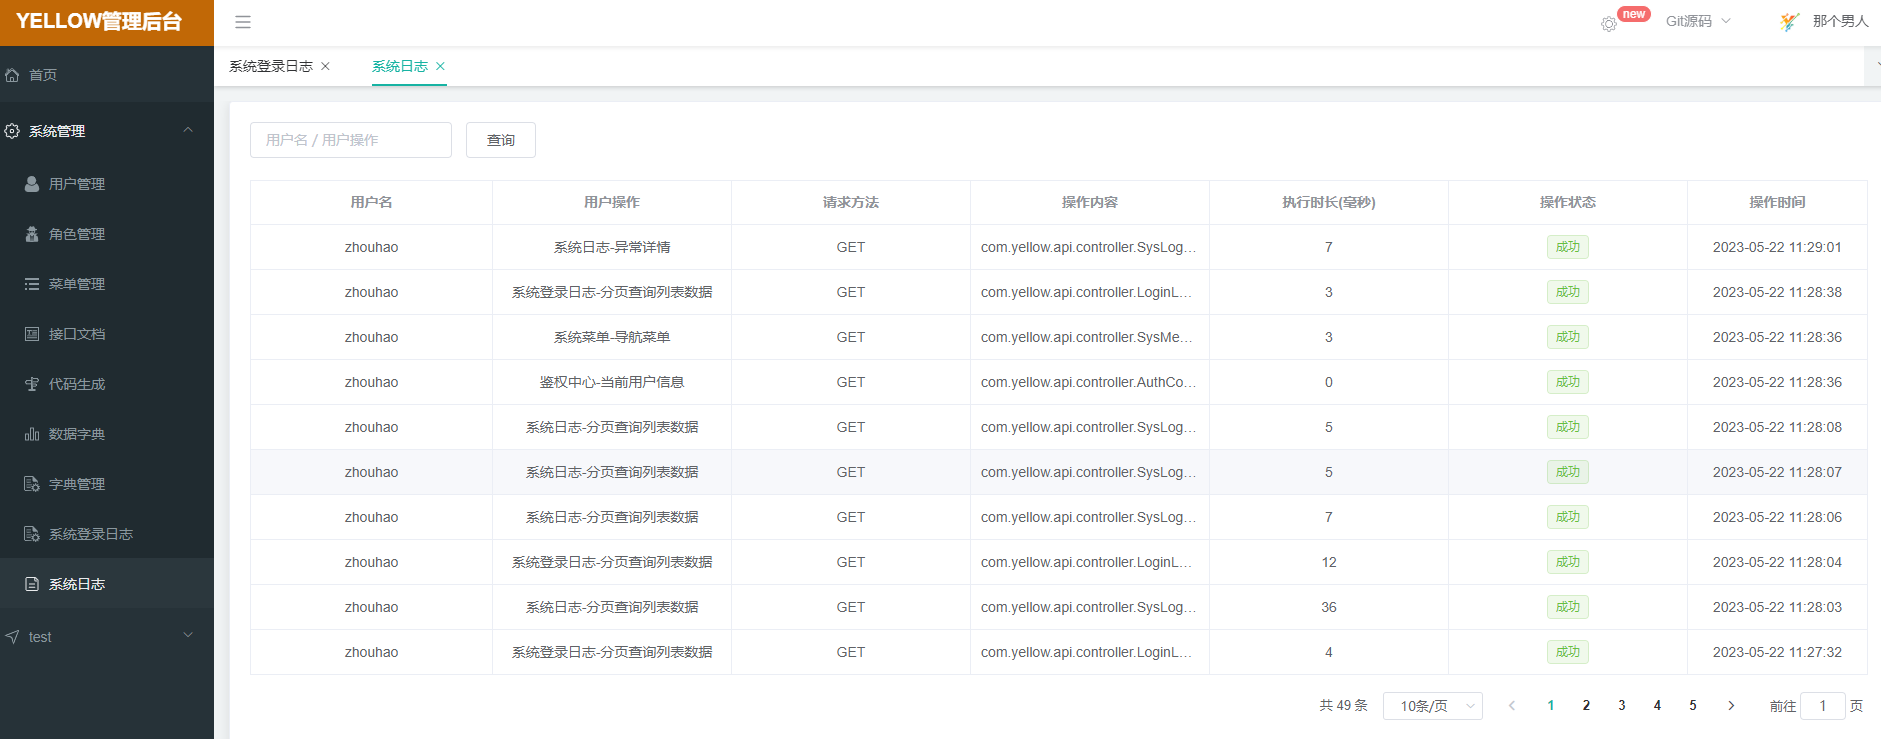 YELLOW管理后台
new
Git源码
那个男人
首页
系统管理
用户管理
角色管理
菜单管理
接口文档
代码生成
数据字典
字典管理
系统登录日志
系统日志
test
系统登录日志
系统日志
用户名 / 用户操作
查询
用户名 用户操作 请求方法 操作内容 执行时长(毫秒) 操作状态 操作时间
zhouhao 系统日志-异常详情 GET com.yellow.api.controller.SysLog... 7 成功 2023-05-22 11:29:01
zhouhao 系统登录日志-分页查询列表数据 GET com.yellow.api.controller.LoginL... 3 成功 2023-05-22 11:28:38
zhouhao 系统菜单-导航菜单 GET com.yellow.api.controller.SysMe... 3 成功 2023-05-22 11:28:36
zhouhao 鉴权中心-当前用户信息 GET com.yellow.api.controller.AuthCo... 0 成功 2023-05-22 11:28:36
zhouhao 系统日志-分页查询列表数据 GET com.yellow.api.controller.SysLog... 5 成功 2023-05-22 11:28:08
zhouhao 系统日志-分页查询列表数据 GET com.yellow.api.controller.SysLog... 5 成功 2023-05-22 11:28:07
zhouhao 系统日志-分页查询列表数据 GET com.yellow.api.controller.SysLog... 7 成功 2023-05-22 11:28:06
zhouhao 系统登录日志-分页查询列表数据 GET com.yellow.api.controller.LoginL... 12 成功 2023-05-22 11:28:04
zhouhao 系统日志-分页查询列表数据 GET com.yellow.api.controller.SysLog... 36 成功 2023-05-22 11:28:03
zhouhao 系统登录日志-分页查询列表数据 GET com.yellow.api.controller.LoginL... 4 成功 2023-05-22 11:27:32
共 49 条 10条/页 1 2 3 4 5 前往 1 页